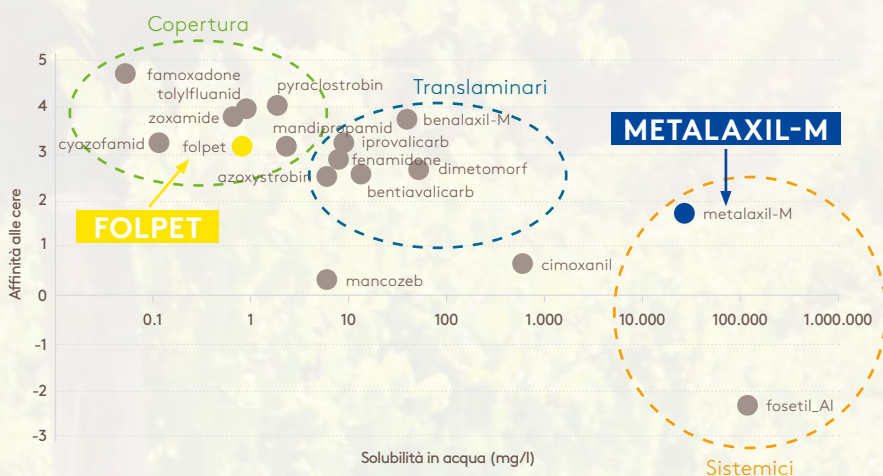 Copertura
5
famoxadone
tolylfluanid
pyraclostrobin
Translaminari
4
zoxamide
mandipropamid
benalaxil-M
METALAXIL-M
cyazofamid
folpet
iprovalicarb
3
fenamidone
azoxystrobin
dimetomorf
bentiavalicarb
2
FOLPET
metalaxil-M
Affinità alle cere
1
cimoxanil
mancozeb
0
0.1 1 10 100 1.000 10.000 100.000 1.000.000
-1
-2
fosetil_Al
-3
Solubilità in acqua (mg/l)
Sistemici